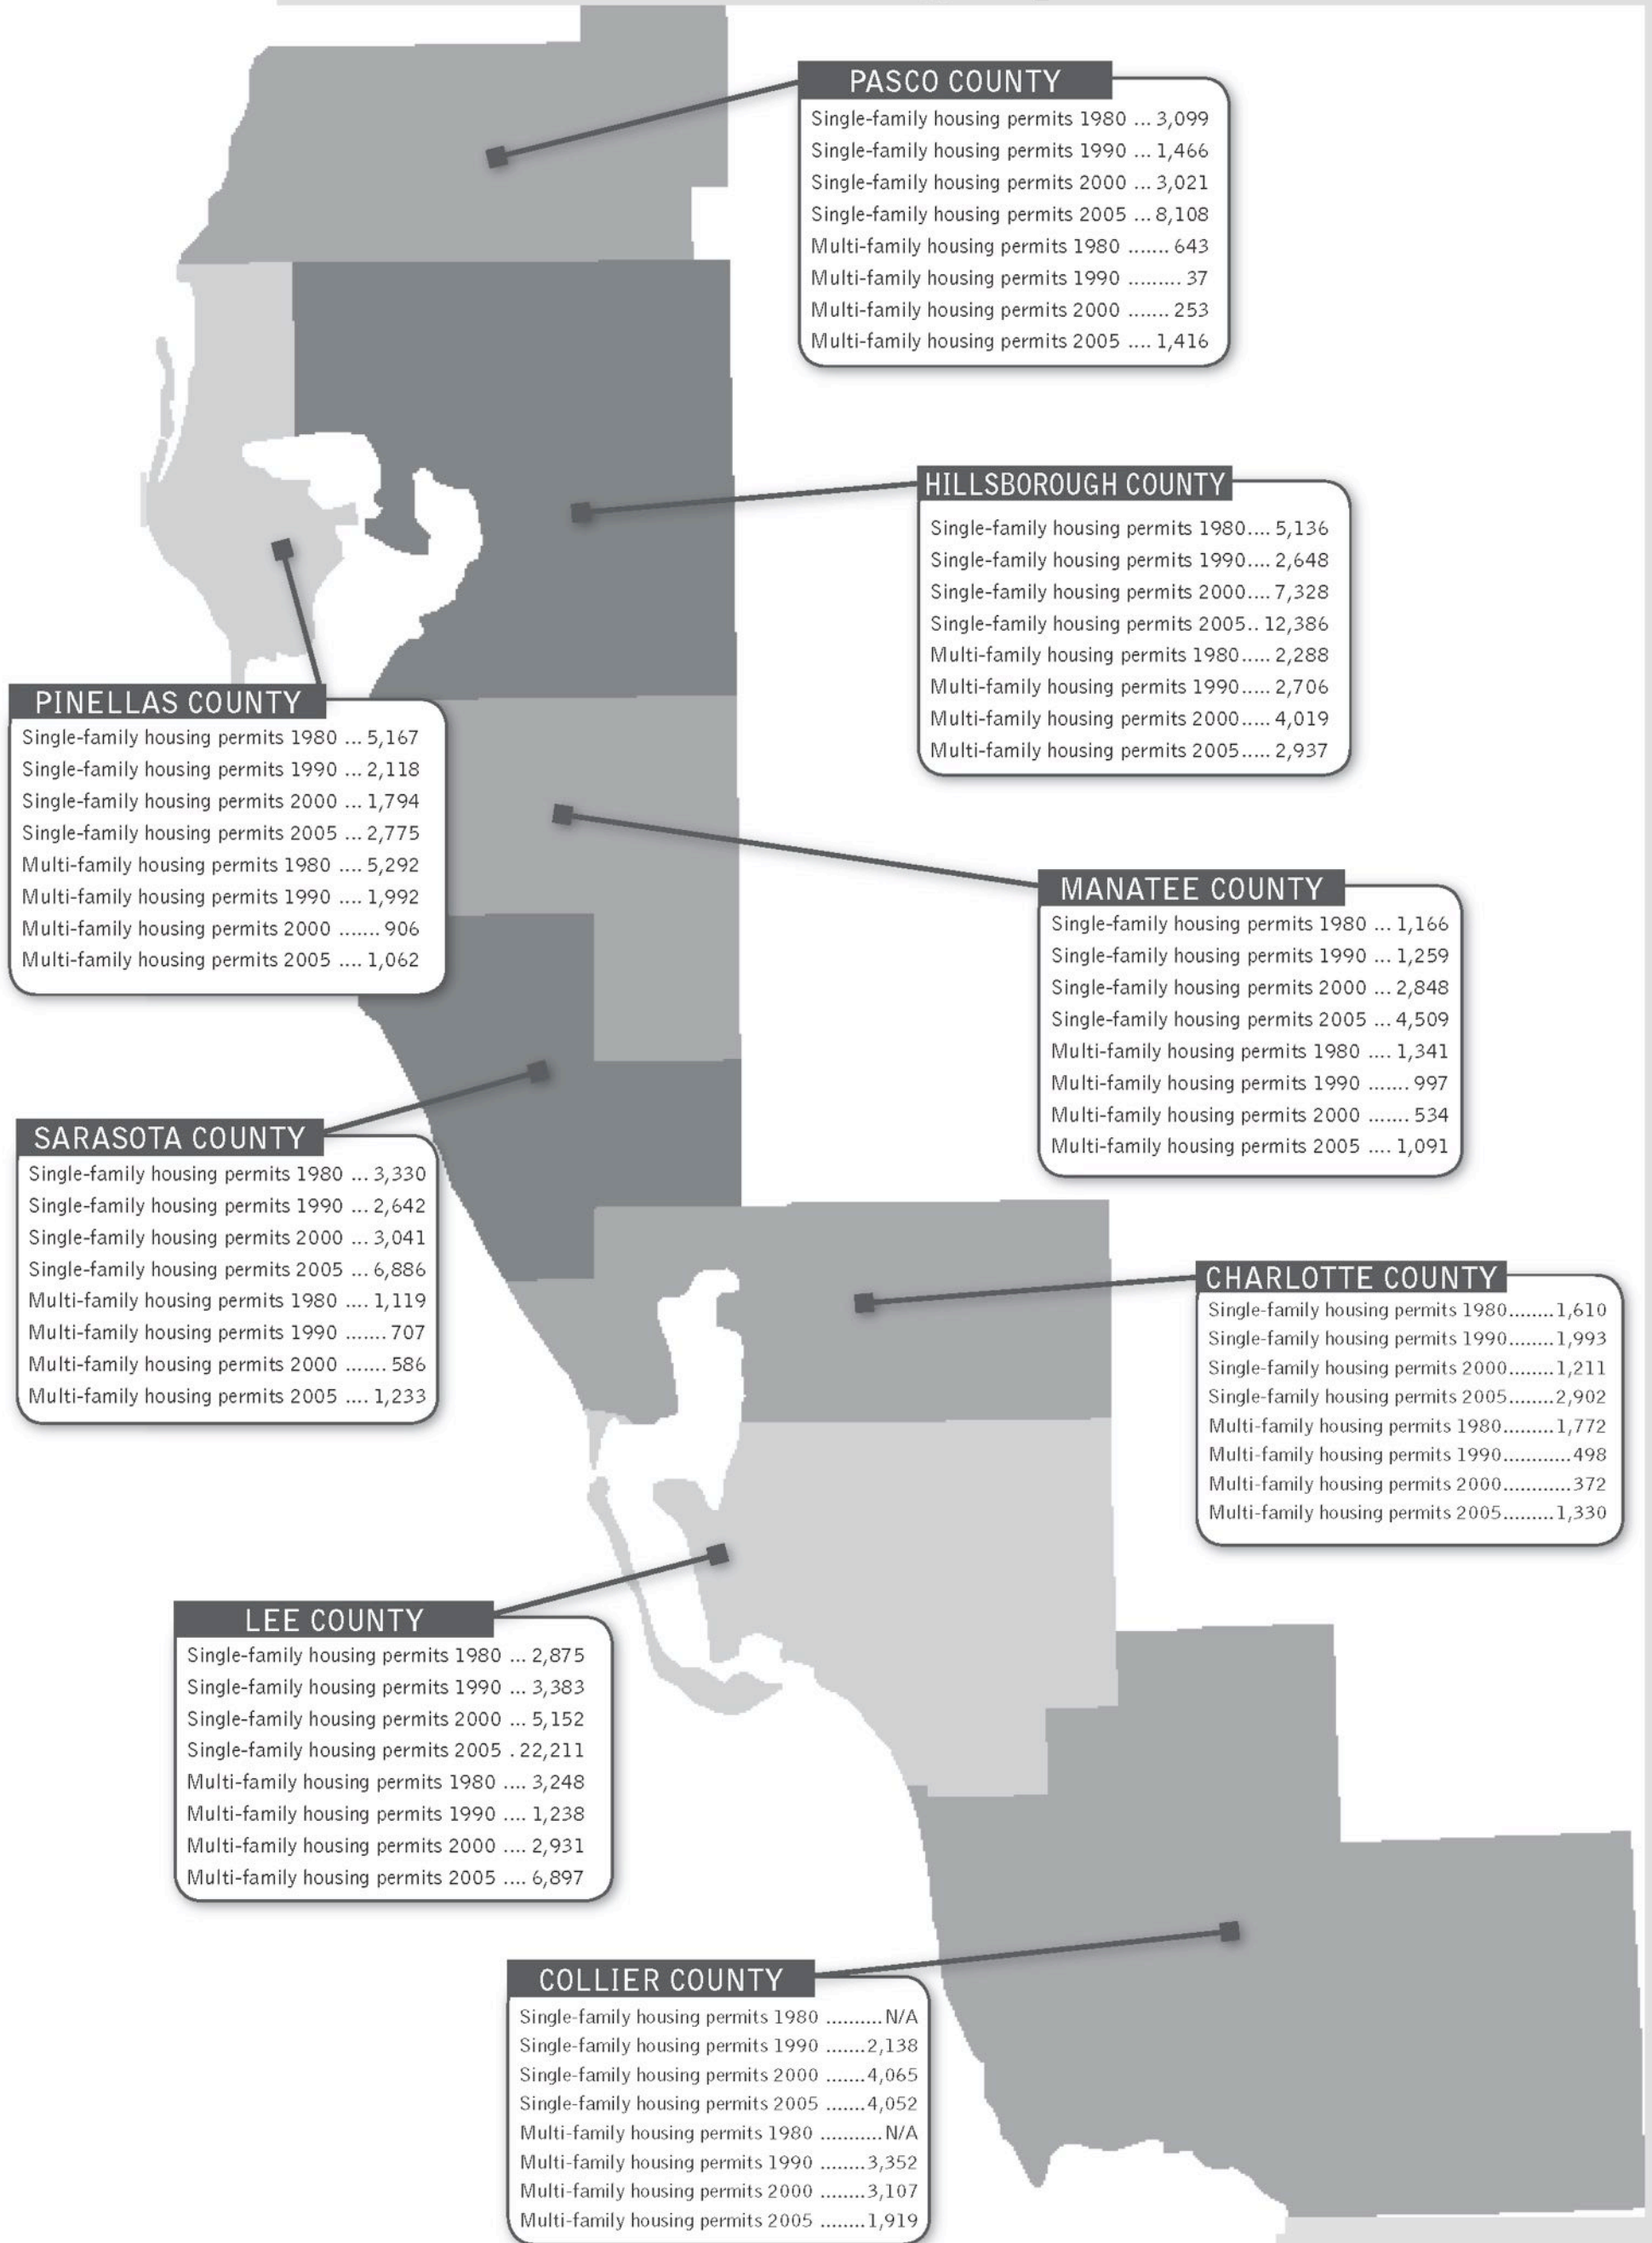 PASCO COUNTY
Single-family housing permits 1980 ... 3,099
Single-family housing permits 1990 ... 1,466
Single-family housing permits 2000 ... 3,021
Single-family housing permits 2005 ... 8,108
Multi-family housing permits 1980 ....... 643
Multi-family housing permits 1990 ......... 37
Multi-family housing permits 2000 ....... 253
Multi-family housing permits 2005 .... 1,416
HILLSBOROUGH COUNTY
Single-family housing permits 1980.... 5,136
Single-family housing permits 1990.... 2,648
Single-family housing permits 2000.... 7,328
Single-family housing permits 2005.. 12,386
Multi-family housing permits 1980..... 2,288
Multi-family housing permits 1990..... 2,706
Multi-family housing permits 2000..... 4,019
Multi-family housing permits 2005..... 2,937
PINELLAS COUNTY
Single-family housing permits 1980 ... 5,167
Single-family housing permits 1990 ... 2,118
Single-family housing permits 2000 ... 1,794
Single-family housing permits 2005 ... 2,775
Multi-family housing permits 1980 .... 5,292
Multi-family housing permits 1990 .... 1,992
Multi-family housing permits 2000 ....... 906
Multi-family housing permits 2005 .... 1,062
MANATEE COUNTY
Single-family housing permits 1980 ... 1,166
Single-family housing permits 1990 ... 1,259
Single-family housing permits 2000 ... 2,848
Single-family housing permits 2005 ... 4,509
Multi-family housing permits 1980 .... 1,341
Multi-family housing permits 1990 ....... 997
Multi-family housing permits 2000 ....... 534
Multi-family housing permits 2005 .... 1,091
SARASOTA COUNTY
Single-family housing permits 1980 ... 3,330
Single-family housing permits 1990 ... 2,642
Single-family housing permits 2000 ... 3,041
Single-family housing permits 2005 ... 6,886
Multi-family housing permits 1980 .... 1,119
Multi-family housing permits 1990 ....... 707
Multi-family housing permits 2000 ....... 586
Multi-family housing permits 2005 .... 1,233
CHARLOTTE COUNTY
Single-family housing permits 1980........1,610
Single-family housing permits 1990........1,993
Single-family housing permits 2000........1,211
Single-family housing permits 2005........2,902
Multi-family housing permits 1980.........1,772
Multi-family housing permits 1990............498
Multi-family housing permits 2000............372
Multi-family housing permits 2005.........1,330
LEE COUNTY
Single-family housing permits 1980 ... 2,875
Single-family housing permits 1990 ... 3,383
Single-family housing permits 2000 ... 5,152
Single-family housing permits 2005 . 22,211
Multi-family housing permits 1980 .... 3,248
Multi-family housing permits 1990 .... 1,238
Multi-family housing permits 2000 .... 2,931
Multi-family housing permits 2005 .... 6,897
COLLIER COUNTY
Single-family housing permits 1980 ..........N/A
Single-family housing permits 1990 .......2,138
Single-family housing permits 2000 .......4,065
Single-family housing permits 2005 .......4,052
Multi-family housing permits 1980 ...........N/A
Multi-family housing permits 1990 ........3,352
Multi-family housing permits 2000 ........3,107
Multi-family housing permits 2005 ........1,919